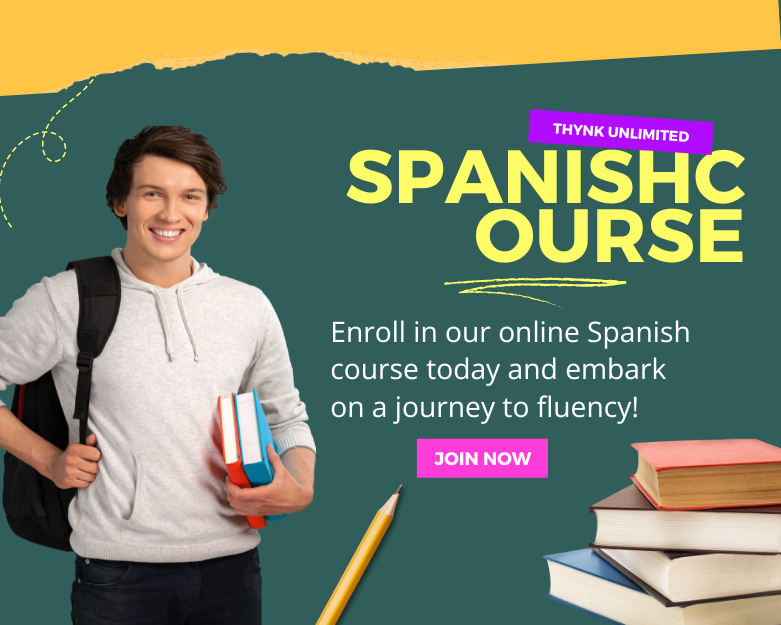 THYNK UNLIMITED
SPANISHC
OURSE
Enroll in our online Spanish
course today and embark
on a journey to fluency!
JOIN NOW